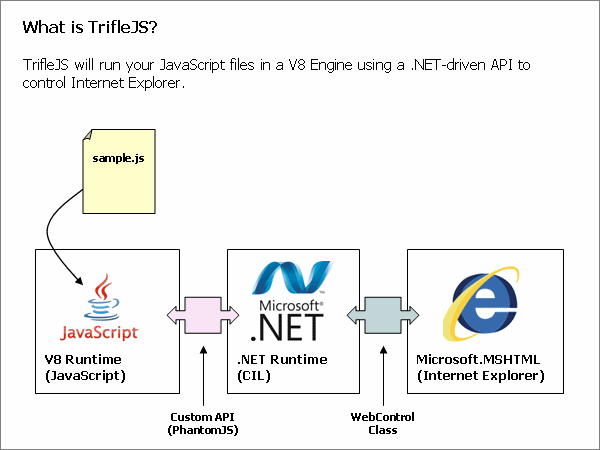 What is TrifleJS?
TrifleJS will run your JavaScript files in a V8 Engine using a .NET-driven API to
control Internet Explorer.
sample.js
JavaScript
V8 Runtime
(JavaScript)
Microsoft®
.NET
.NET Runtime
(CIL)
Microsoft.MSHTML
(Internet Explorer)
Custom API
(PhantomJS)
WebControl
Class